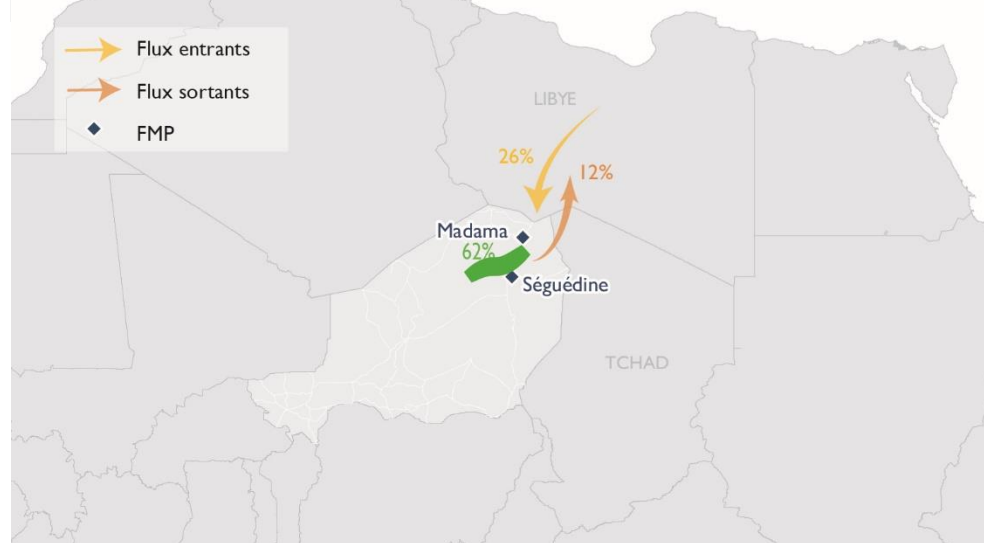 Flux entrants
Flux sortants
FMP
LIBYE
26%
12%
Madama
62%
Séguédine
TCHAD